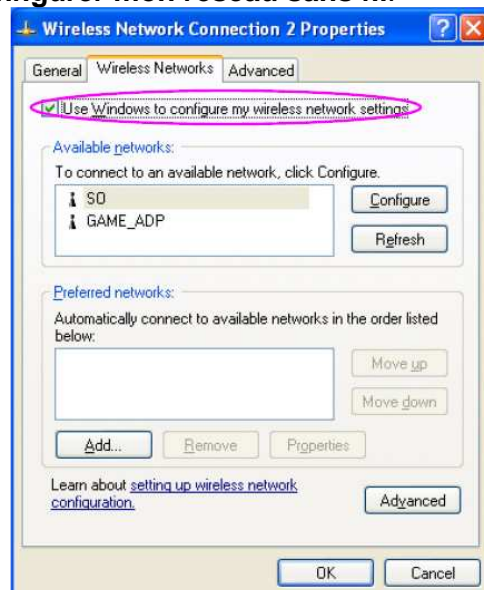 Wireless Network Connection 2 Properties
General Wireless Networks Advanced
Use Windows to configure my wireless network settings
Available networks:
To connect to an available network, click Configure.
SO
GAME_ADP
Configure
Refresh
Preferred networks:
Automatically connect to available networks in the order listed
below:
Move up
Move down
Add... Remove Properties
Learn about setting up wireless network
configuration.
Advanced
OK Cancel